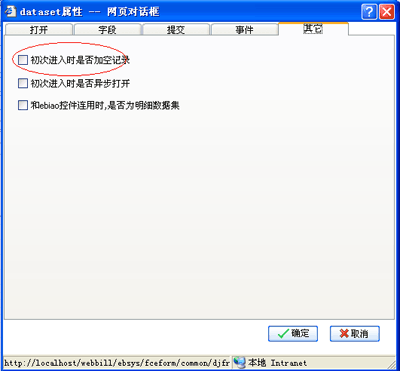 dataset属性 -- 网页对话框
打开 字段 提交 事件 其它
初次进入时是否加空记录
初次进入时是否异步打开
和ebiao控件连用时,是否为明细数据集
确定 取消
http://localhost/webbill/ebsys/fceform/common/djfr 本地 Intranet